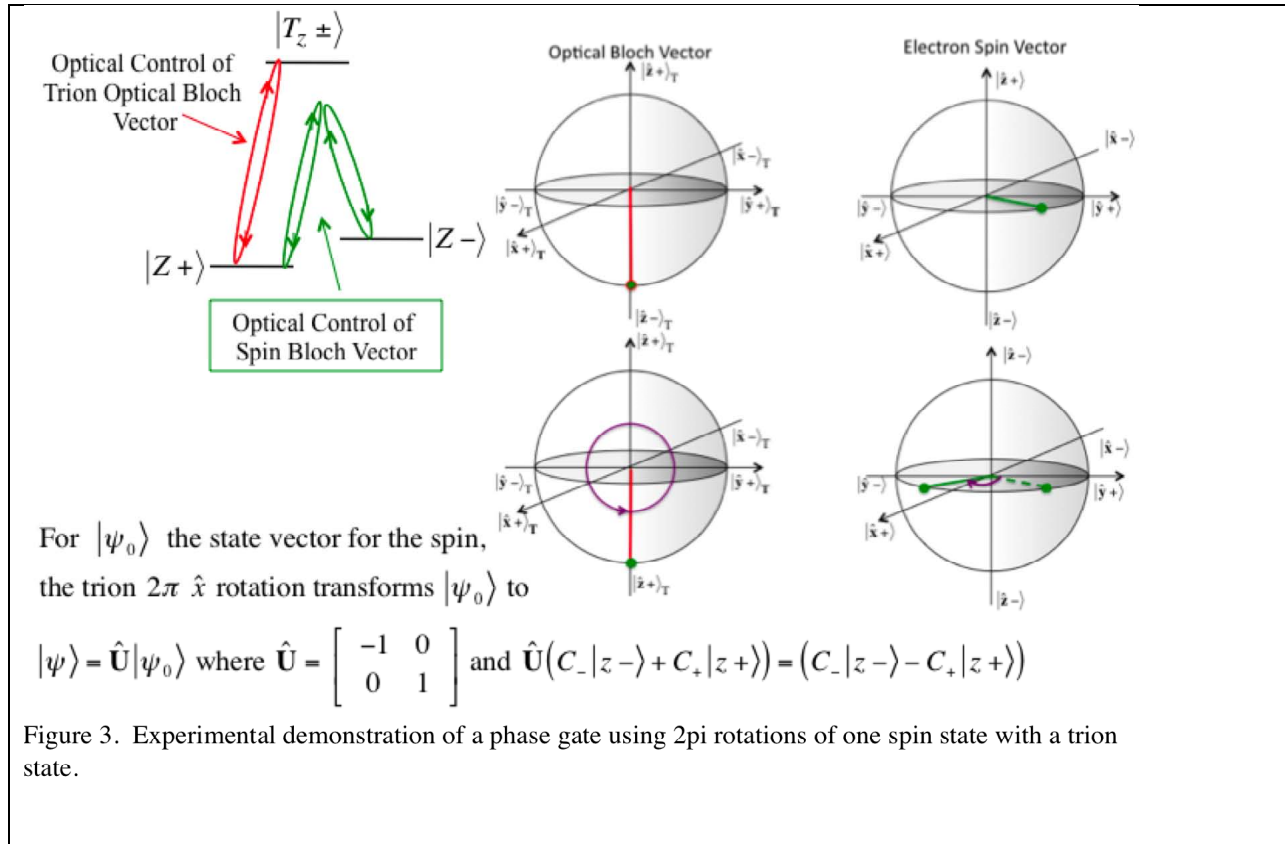 |T_z ±⟩
Optical Control of
Trion Optical Bloch
Vector
|Z +⟩
|Z −⟩
Optical Control of
Spin Bloch Vector
Optical Bloch Vector
|ẑ+⟩_T
|x̂−⟩_T
|ŷ−⟩_T
|ŷ+⟩_T
|x̂+⟩_T
|ẑ−⟩_T
Electron Spin Vector
|ẑ+⟩
|x̂−⟩
|ŷ−⟩
|ŷ+⟩
|x̂+⟩
|ẑ−⟩
|ẑ+⟩_T
|x̂−⟩_T
|ŷ−⟩_T
|ŷ+⟩_T
|x̂+⟩_T
|ẑ+⟩_T
|ẑ−⟩
|x̂−⟩
|ŷ−⟩
|ŷ+⟩
|x̂+⟩
|ẑ−⟩
For |ψ₀⟩ the state vector for the spin,
the trion 2π x̂ rotation transforms |ψ₀⟩ to
|ψ⟩ = Û|ψ₀⟩ where Û = [ −1 0 ; 0 1 ] and Û(C₋|z −⟩ + C₊|z +⟩) = (C₋|z −⟩ − C₊|z +⟩)
Figure 3. Experimental demonstration of a phase gate using 2pi rotations of one spin state with a trion
state.